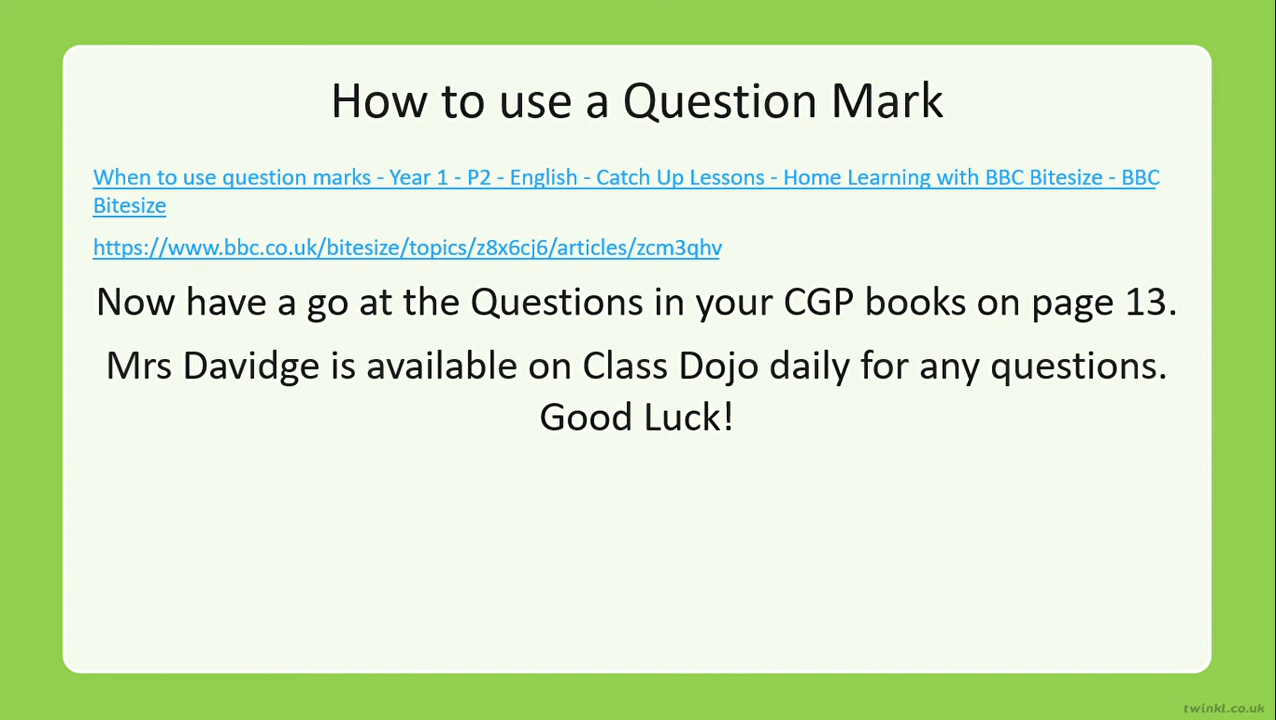 How to use a Question Mark
When to use question marks - Year 1 - P2 - English - Catch Up Lessons - Home Learning with BBC Bitesize - BBC
Bitesize
https://www.bbc.co.uk/bitesize/topics/z8x6cj6/articles/zcm3qhv
Now have a go at the Questions in your CGP books on page 13.
Mrs Davidge is available on Class Dojo daily for any questions.
Good Luck!
twinkl.co.uk